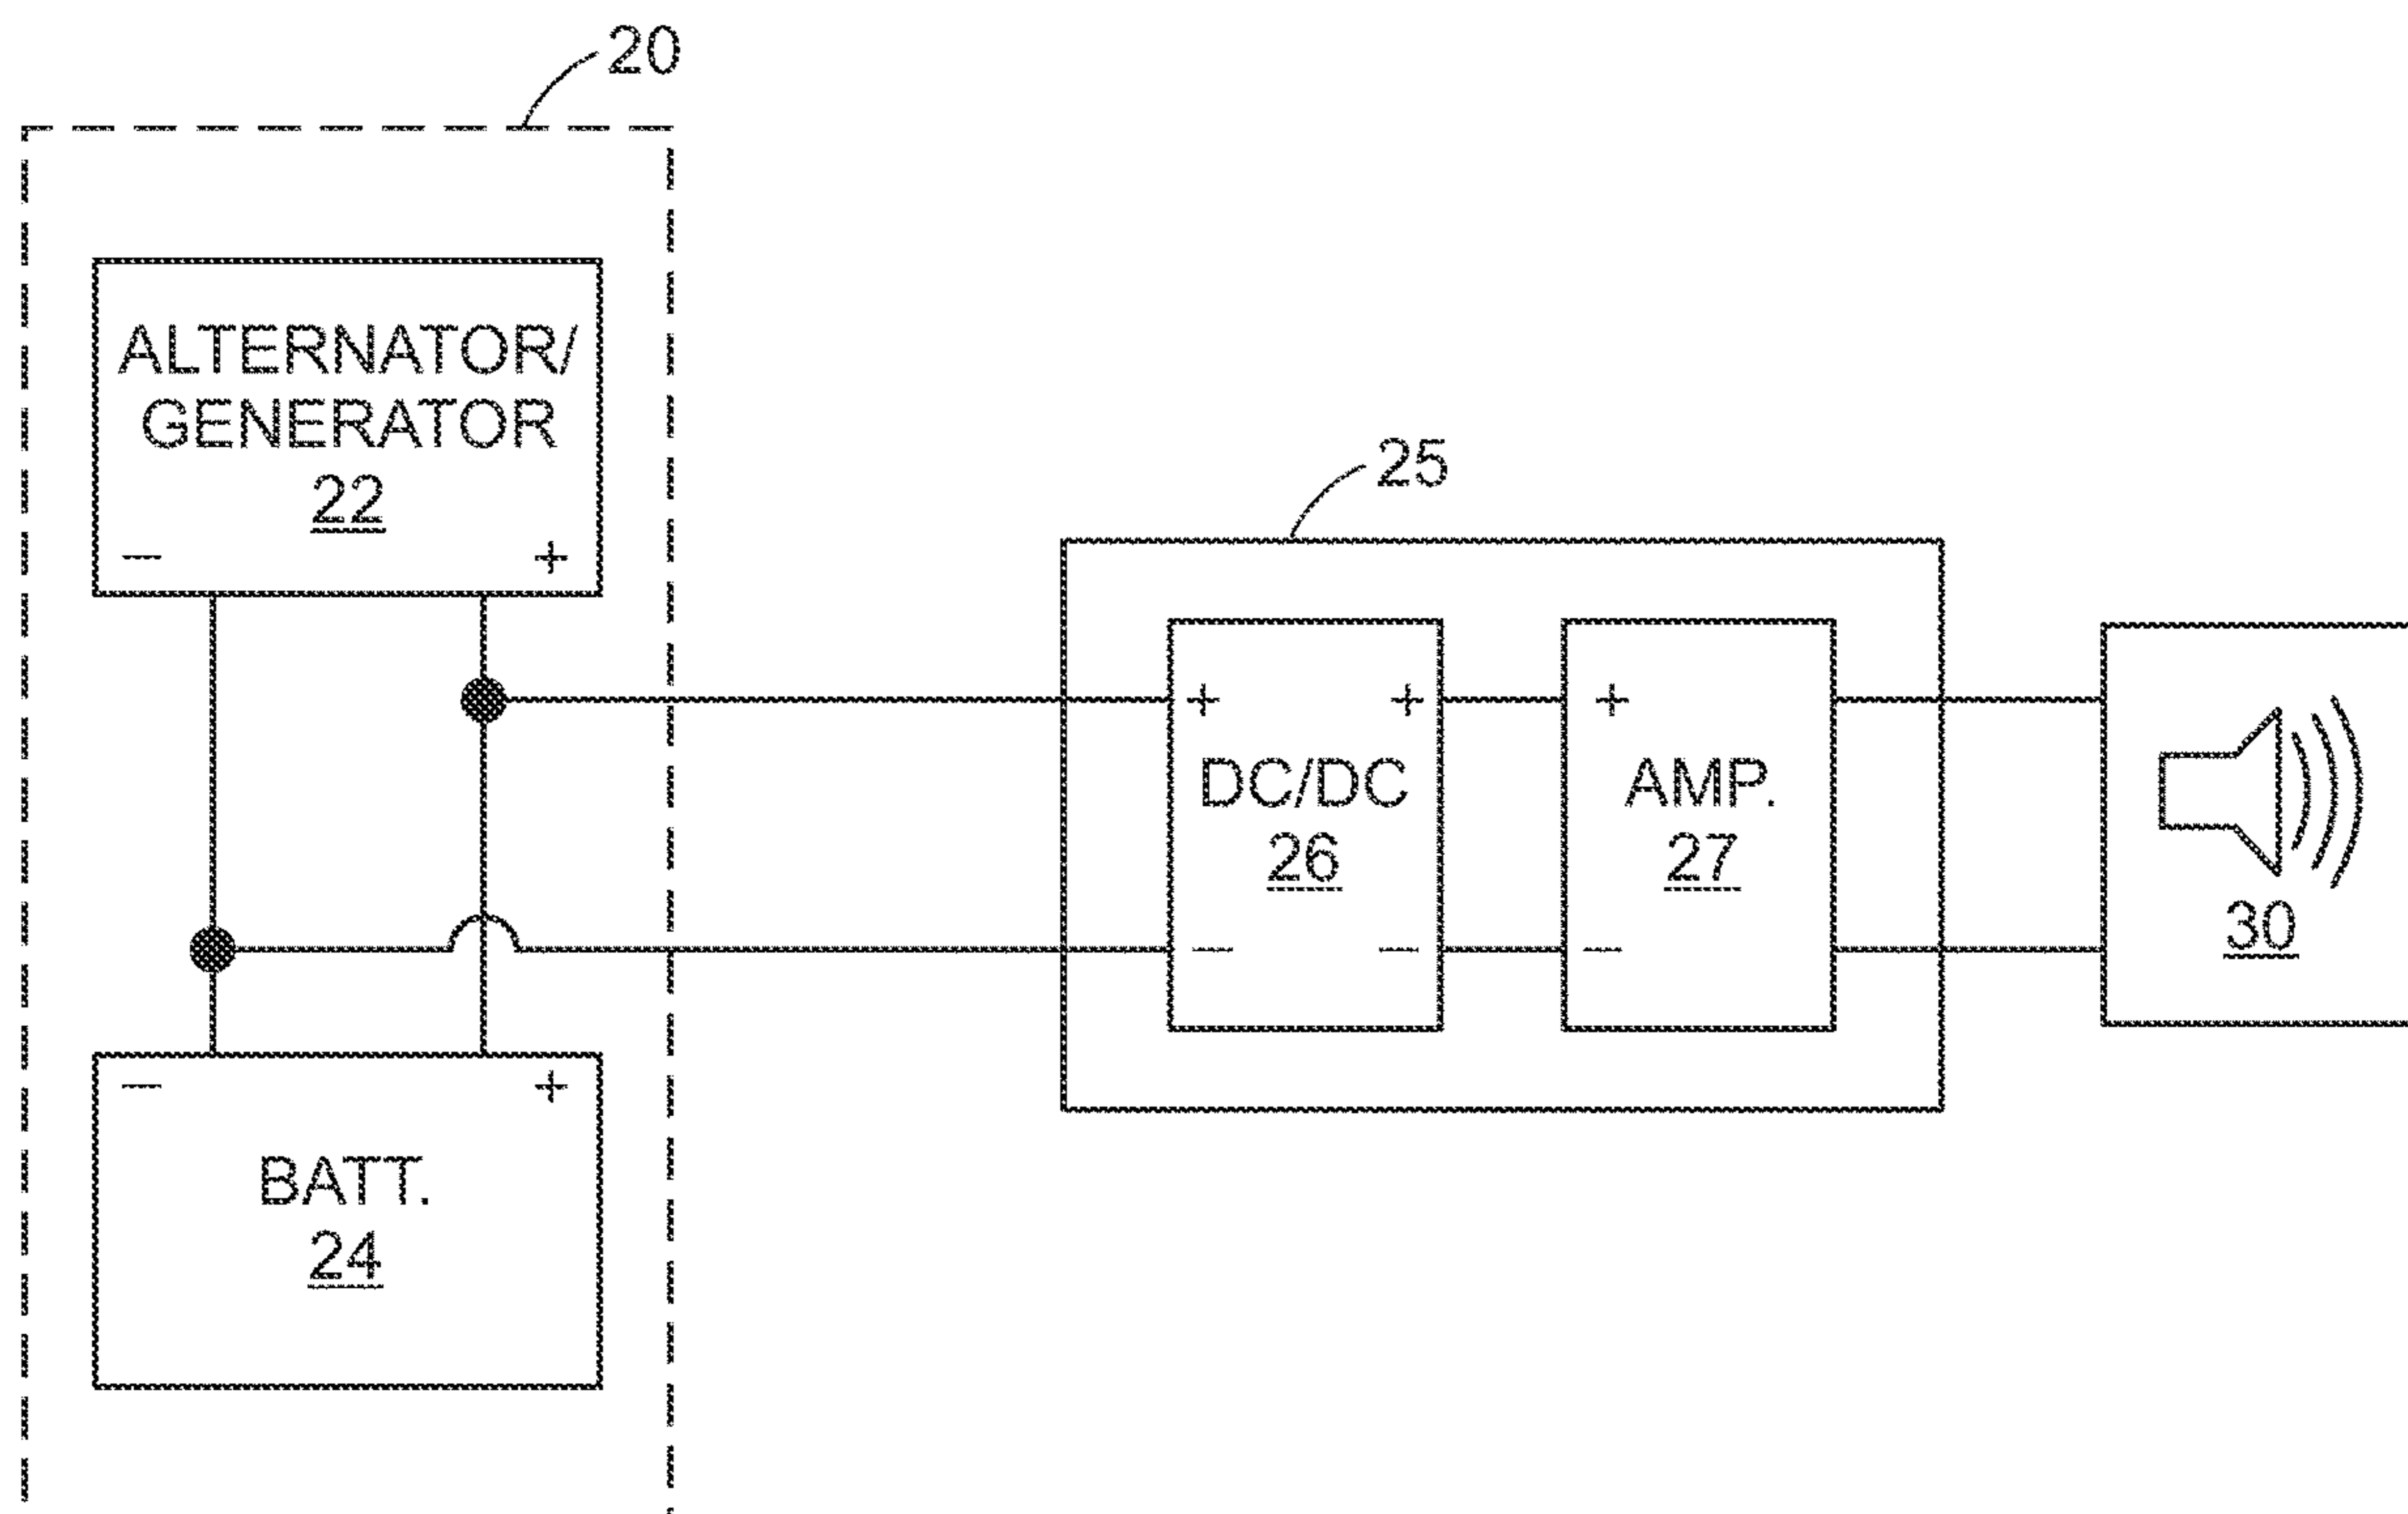 20
ALTERNATOR/
GENERATOR
22
— +
25
+ + +
DC/DC
26
AMP.
27
— — —
30
— +
BATT.
24